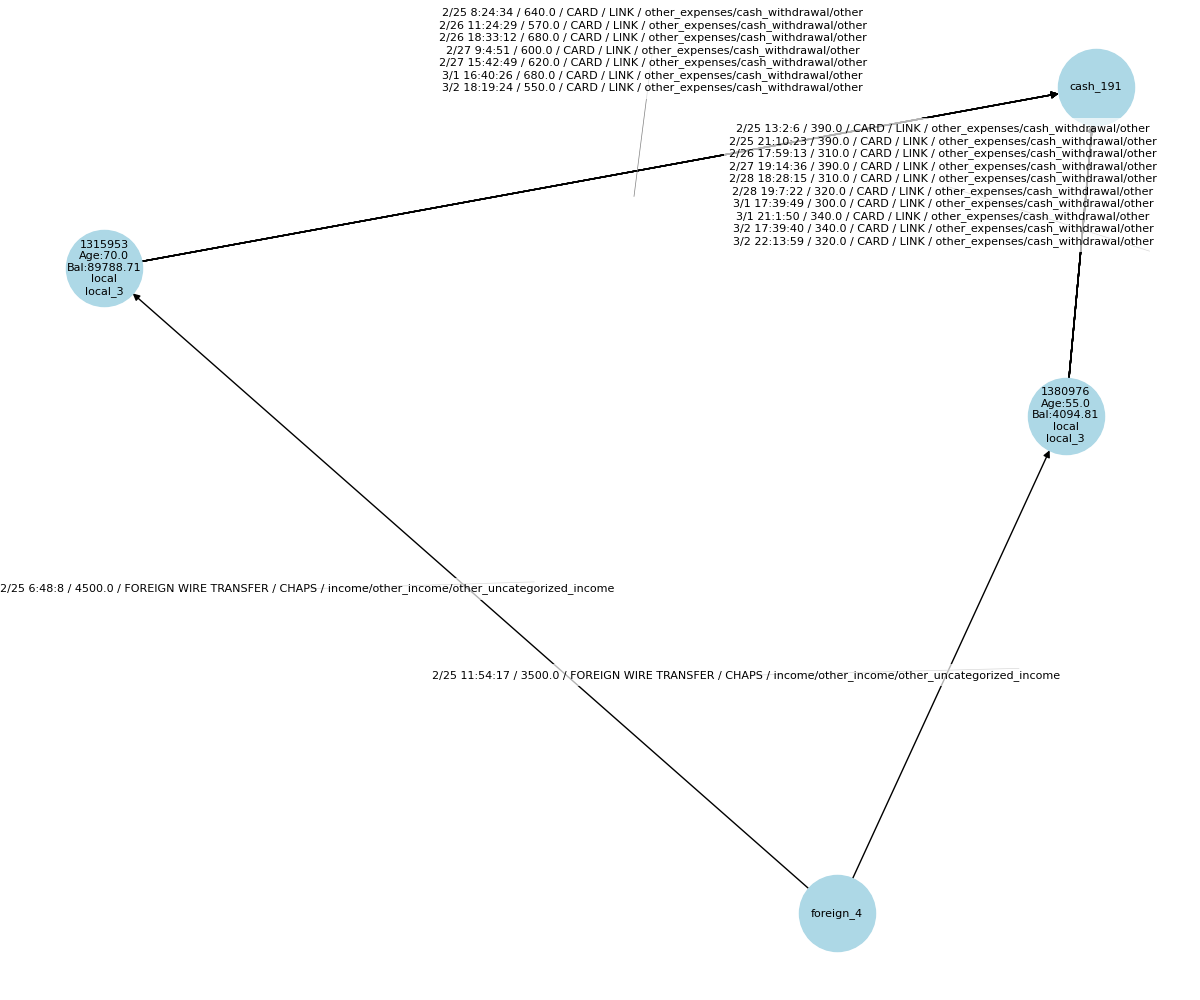 2/25 8:24:34 / 640.0 / CARD / LINK / other_expenses/cash_withdrawal/other
2/26 11:24:29 / 570.0 / CARD / LINK / other_expenses/cash_withdrawal/other
2/26 18:33:12 / 680.0 / CARD / LINK / other_expenses/cash_withdrawal/other
2/27 9:4:51 / 600.0 / CARD / LINK / other_expenses/cash_withdrawal/other
2/27 15:42:49 / 620.0 / CARD / LINK / other_expenses/cash_withdrawal/other
3/1 16:40:26 / 680.0 / CARD / LINK / other_expenses/cash_withdrawal/other
3/2 18:19:24 / 550.0 / CARD / LINK / other_expenses/cash_withdrawal/other
cash_191
2/25 13:2:6 / 390.0 / CARD / LINK / other_expenses/cash_withdrawal/other
2/25 21:10:23 / 390.0 / CARD / LINK / other_expenses/cash_withdrawal/other
2/26 17:59:13 / 310.0 / CARD / LINK / other_expenses/cash_withdrawal/other
2/27 19:14:36 / 390.0 / CARD / LINK / other_expenses/cash_withdrawal/other
2/28 18:28:15 / 310.0 / CARD / LINK / other_expenses/cash_withdrawal/other
2/28 19:7:22 / 320.0 / CARD / LINK / other_expenses/cash_withdrawal/other
3/1 17:39:49 / 300.0 / CARD / LINK / other_expenses/cash_withdrawal/other
3/1 21:1:50 / 340.0 / CARD / LINK / other_expenses/cash_withdrawal/other
3/2 17:39:40 / 340.0 / CARD / LINK / other_expenses/cash_withdrawal/other
3/2 22:13:59 / 320.0 / CARD / LINK / other_expenses/cash_withdrawal/other
1315953
Age:70.0
Bal:89788.71
local
local_3
1380976
Age:55.0
Bal:4094.81
local
local_3
2/25 6:48:8 / 4500.0 / FOREIGN WIRE TRANSFER / CHAPS / income/other_income/other_uncategorized_income
2/25 11:54:17 / 3500.0 / FOREIGN WIRE TRANSFER / CHAPS / income/other_income/other_uncategorized_income
foreign_4